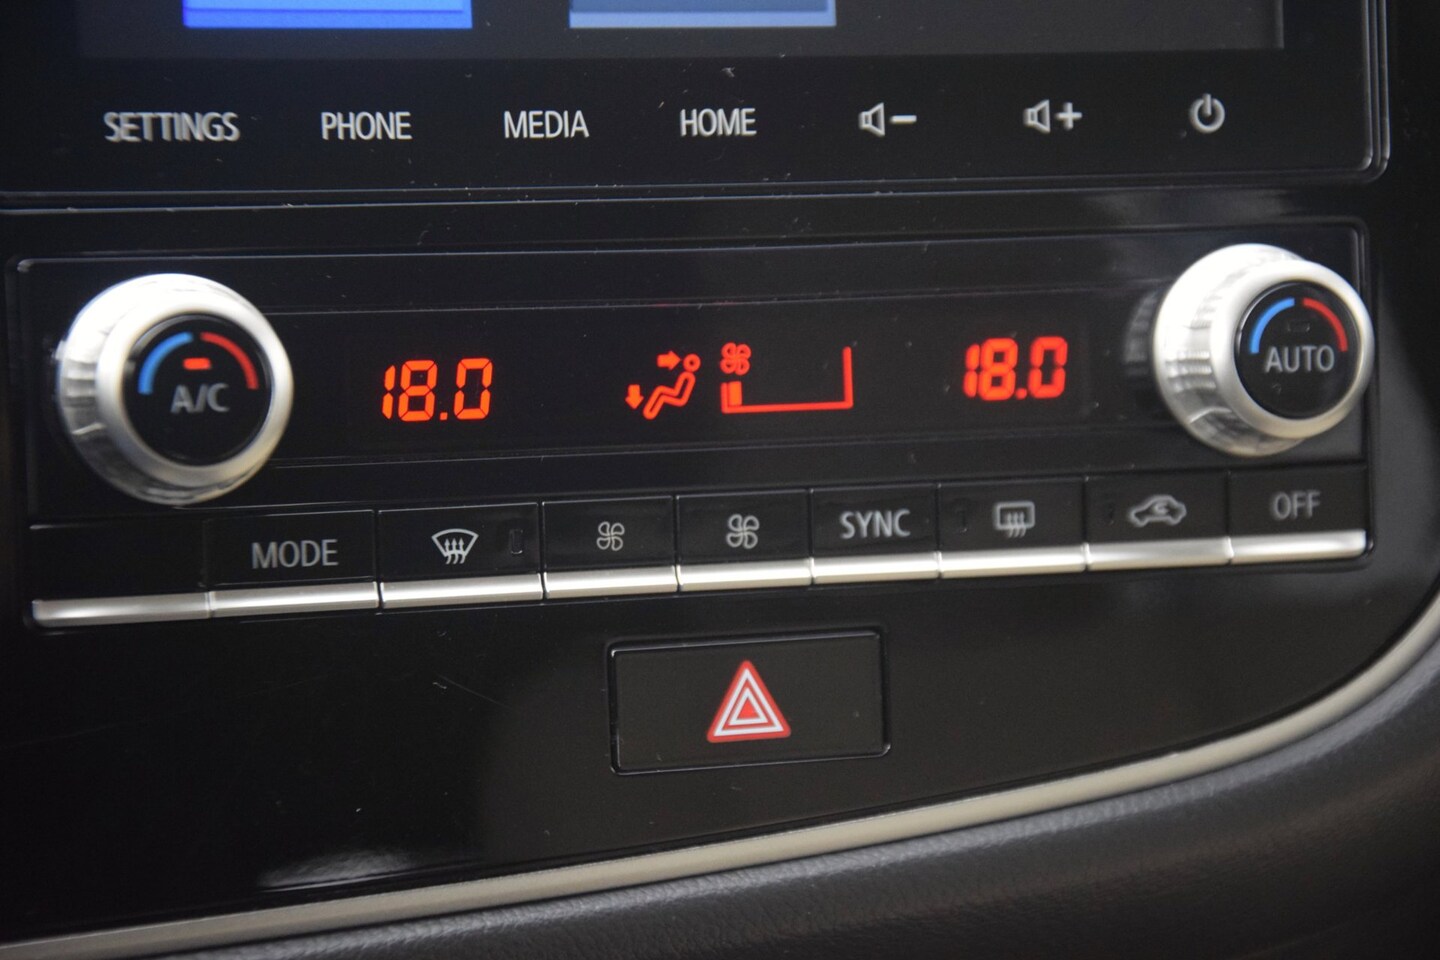 SETTINGS PHONE MEDIA HOME
A/C 18.0 18.0 AUTO
MODE SYNC OFF